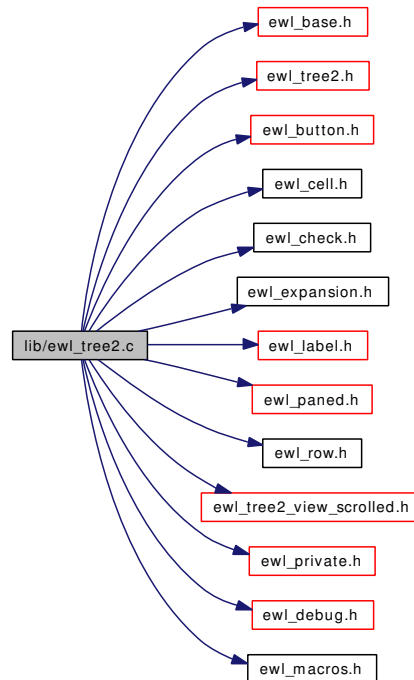 ewl_base.h
ewl_tree2.h
ewl_button.h
ewl_cell.h
ewl_check.h
ewl_expansion.h
lib/ewl_tree2.c
ewl_label.h
ewl_paned.h
ewl_row.h
ewl_tree2_view_scrolled.h
ewl_private.h
ewl_debug.h
ewl_macros.h